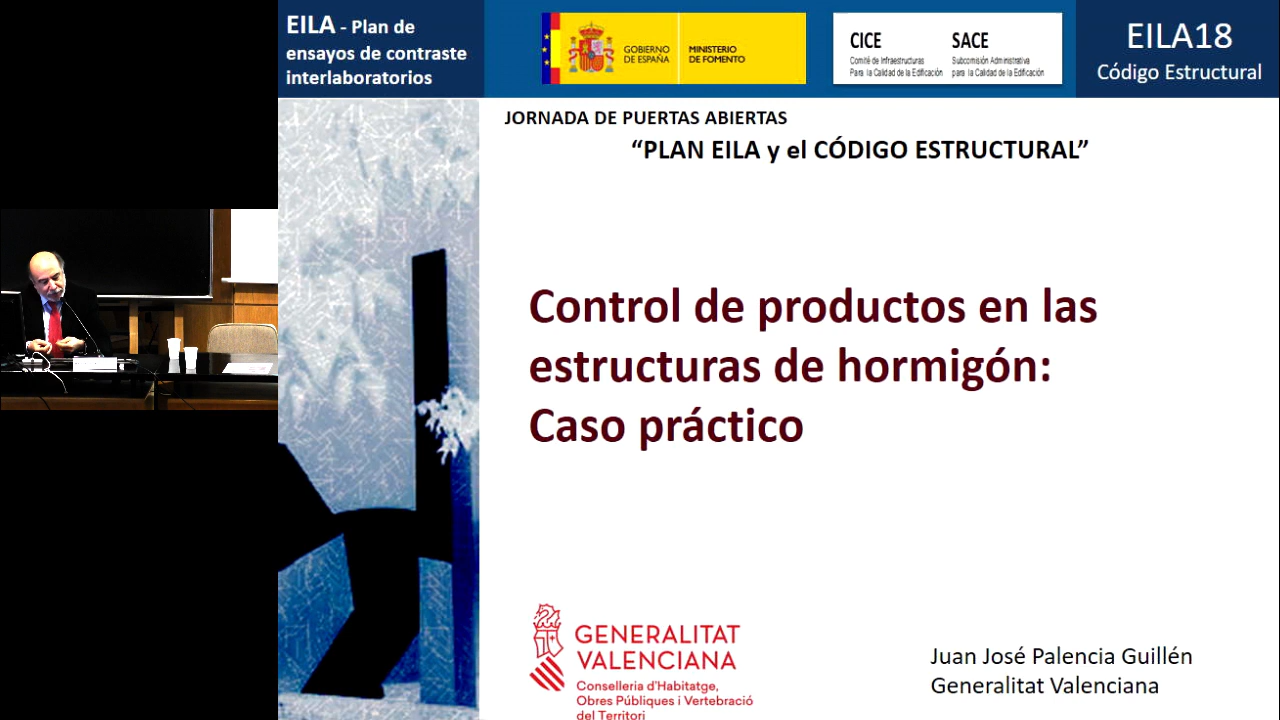 EILA - Plan de
ensayos de contraste
interlaboratorios
GOBIERNO
DE ESPAÑA
MINISTERIO
DE FOMENTO
CICE
Comité de Infraestructuras
Para la Calidad de la Edificación
SACE
Subcomisión Administrativa
para la Calidad de la Edificación
EILA18
Código Estructural
JORNADA DE PUERTAS ABIERTAS
“PLAN EILA y el CÓDIGO ESTRUCTURAL”
Control de productos en las
estructuras de hormigón:
Caso práctico
GENERALITAT
VALENCIANA
Conselleria d'Habitatge,
Obres Públiques i Vertebració
del Territori
Juan José Palencia Guillén
Generalitat Valenciana